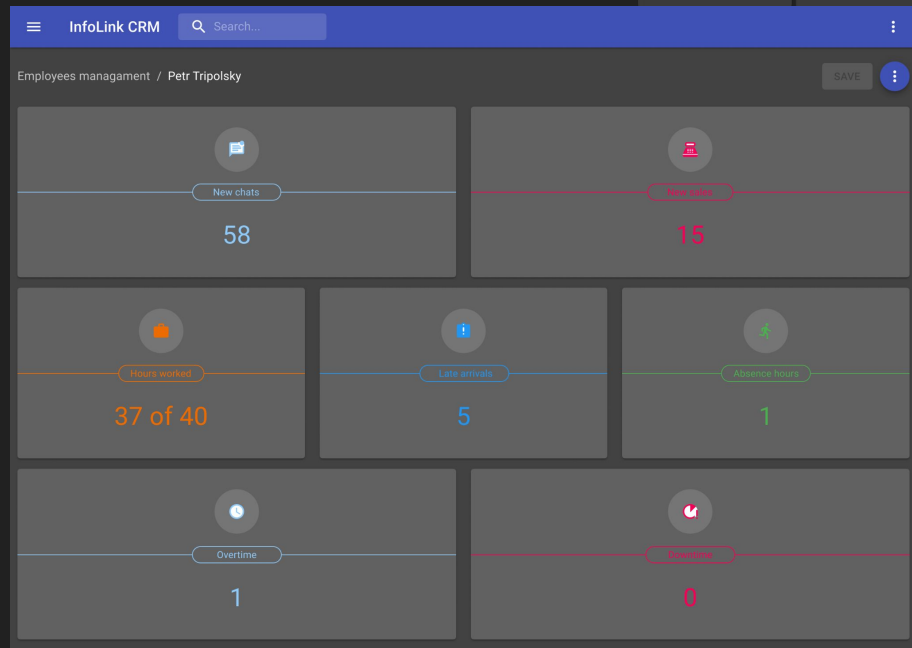 InfoLink CRM
Search...
Employees managament / Petr Tripolsky
SAVE
New chats
58
New sales
15
Hours worked
37 of 40
Late arrivals
5
Absence hours
1
Overtime
1
Downtime
0